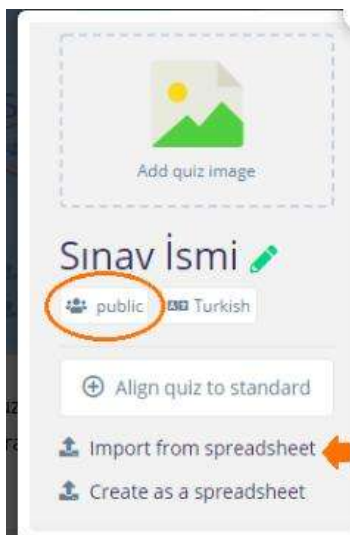 Add quiz image
Sınav İsmi
public Turkish
Align quiz to standard
Import from spreadsheet
Create as a spreadsheet